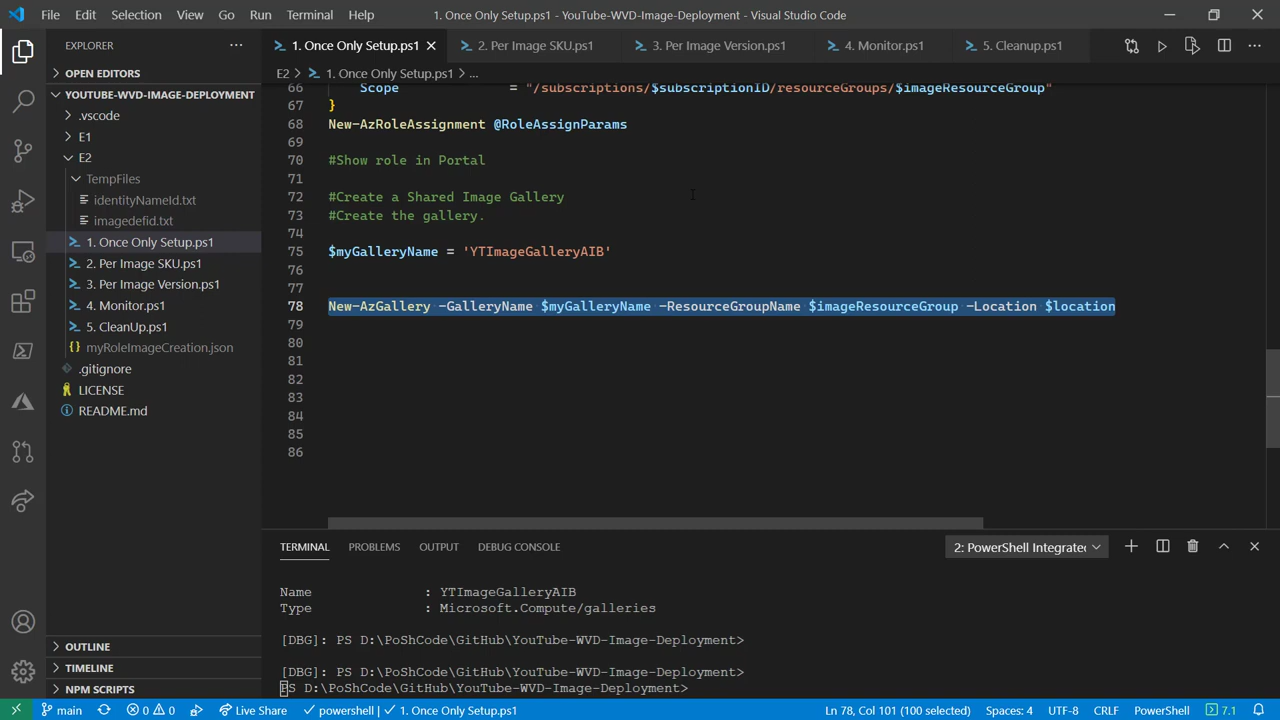 File Edit Selection View Go Run Terminal Help 1. Once Only Setup.ps1 - YouTube-WVD-Image-Deployment - Visual Studio Code
EXPLORER ...
OPEN EDITORS
YOUTUBE-WVD-IMAGE-DEPLOYMENT
.vscode
E1
E2
TempFiles
identityNameId.txt
imagedefid.txt
1. Once Only Setup.ps1
2. Per Image SKU.ps1
3. Per Image Version.ps1
4. Monitor.ps1
5. CleanUp.ps1
{} myRoleImageCreation.json
.gitignore
LICENSE
README.md
OUTLINE
TIMELINE
NPM SCRIPTS
1. Once Only Setup.ps1 2. Per Image SKU.ps1 3. Per Image Version.ps1 4. Monitor.ps1 5. Cleanup.ps1 ...
E2 > 1. Once Only Setup.ps1 > ...
66 Scope = "/subscriptions/$subscriptionID/resourceGroups/$imageResourceGroup"
67 }
68 New-AzRoleAssignment @RoleAssignParams
69
70 #Show role in Portal
71
72 #Create a Shared Image Gallery
73 #Create the gallery.
74
75 $myGalleryName = 'YTImageGalleryAIB'
76
77
78 New-AzGallery -GalleryName $myGalleryName -ResourceGroupName $imageResourceGroup -Location $location
79
80
81
82
83
84
85
86
TERMINAL PROBLEMS OUTPUT DEBUG CONSOLE 2: PowerShell Integrate
Name : YTImageGalleryAIB
Type : Microsoft.Compute/galleries
[DBG]: PS D:\PoShCode\GitHub\YouTube-WVD-Image-Deployment>
[DBG]: PS D:\PoShCode\GitHub\YouTube-WVD-Image-Deployment>
PS D:\PoShCode\GitHub\YouTube-WVD-Image-Deployment>
main 0 0 Live Share powershell 1. Once Only Setup.ps1 Ln 78, Col 101 (100 selected) Spaces: 4 UTF-8 CRLF PowerShell 7.1